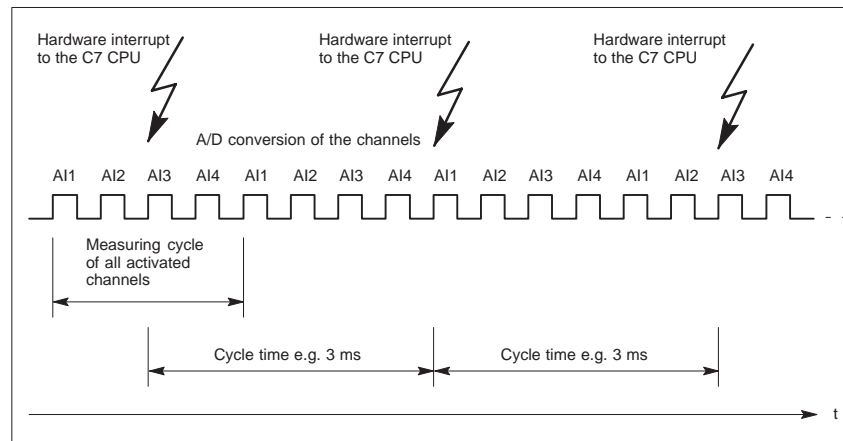 Hardware interrupt
to the C7 CPU
Hardware interrupt
to the C7 CPU
Hardware interrupt
to the C7 CPU
A/D conversion of the channels
AI1 AI2 AI3 AI4 AI1 AI2 AI3 AI4 AI1 AI2 AI3 AI4 AI1 AI2 AI3 AI4
Measuring cycle
of all activated
channels
Cycle time e.g. 3 ms
Cycle time e.g. 3 ms
t